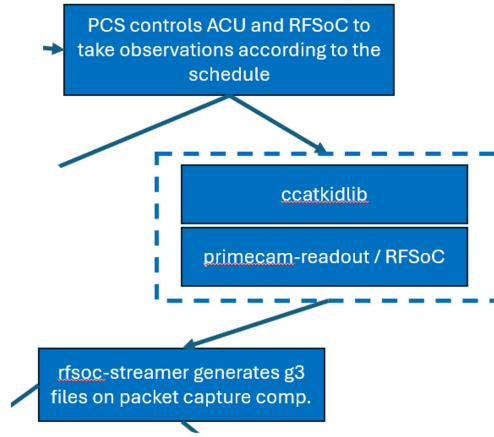 PCS controls ACU and RFSoC to
take observations according to the
schedule
ccatkidlib
primecam-readout / RFSoC
rfsoc-streamer generates g3
files on packet capture comp.